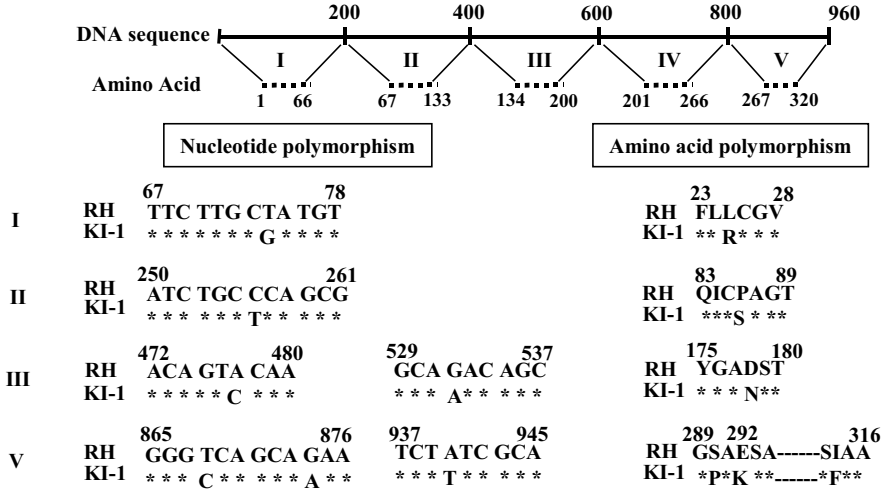 200 400 600 800 960
DNA sequence
I II III IV V
Amino Acid
1 66 67 133 134 200 201 266 267 320
Nucleotide polymorphism Amino acid polymorphism
67 78 23 28
I RH TTC TTG CTA TGT RH FLLCGV
KI-1 * * * * * * * G * * * * KI-1 ** R* * *
250 261 83 89
II RH ATC TGC CCA GCG RH QICPAGT
KI-1 * * * * * * T* * * * * KI-1 ***S * **
472 480 529 537 175 180
III RH ACA GTA CAA GCA GAC AGC RH YGADST
KI-1 * * * * * C * * * * * * A* * * * * KI-1 * * * N**
865 876 937 945 289 292 316
V RH GGG TCA GCA GAA TCT ATC GCA RH GSAESA------SIAA
KI-1 * * * C * * * * * A * * * * * T * * * * * KI-1 *P*K **------*F**